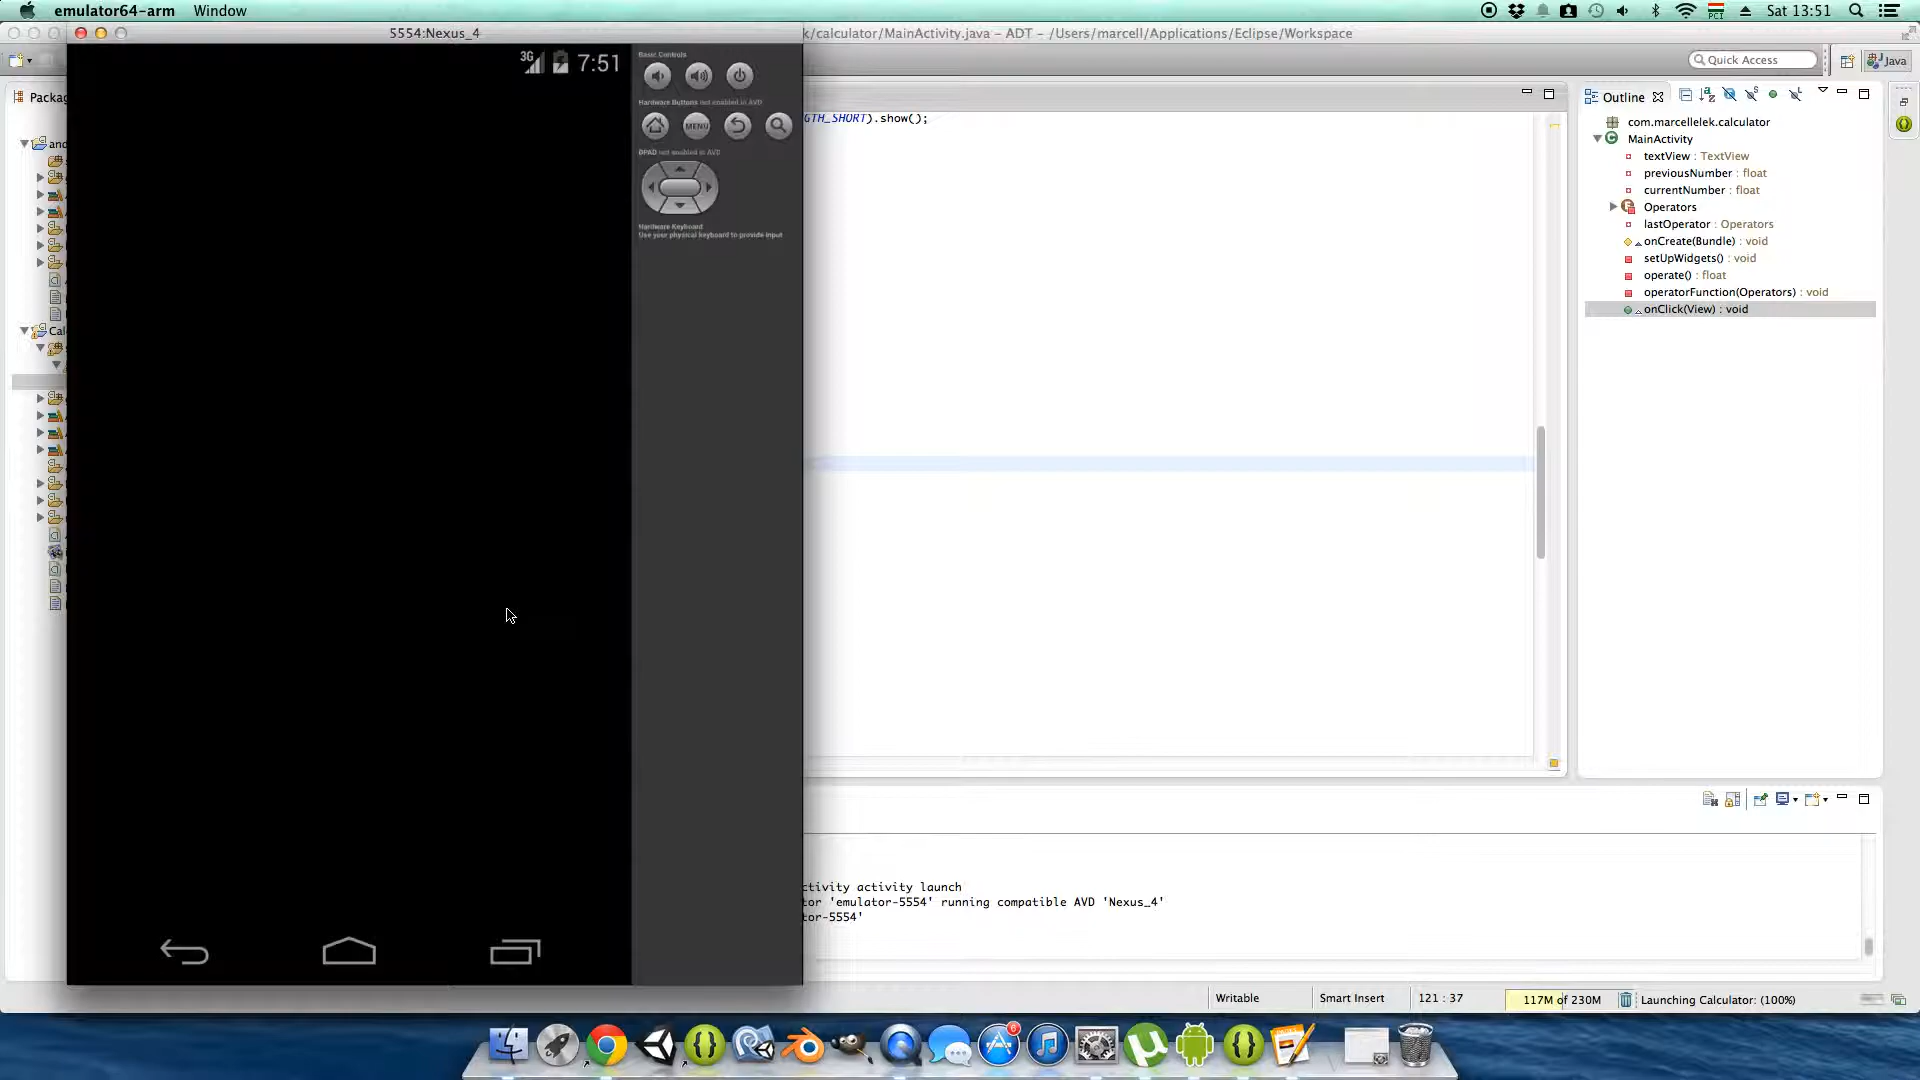 emulator64-arm Window
Sat 13:51
5554:Nexus_4
k/calculator/MainActivity.java - ADT - /Users/marcell/Applications/Eclipse/Workspace
Quick Access
Java
3G 7:51
Basic Controls
Hardware Buttons not enabled in AVD
MENU
DPAD not enabled in AVD
Hardware Keyboard
Use your physical keyboard to provide input
Packa
and
Cal
GTH_SHORT).show();
Outline
com.marcellelek.calculator
MainActivity
textView : TextView
previousNumber : float
currentNumber : float
Operators
lastOperator : Operators
onCreate(Bundle) : void
setUpWidgets() : void
operate() : float
operatorFunction(Operators) : void
onClick(View) : void
ctivity activity launch
tor 'emulator-5554' running compatible AVD 'Nexus_4'
tor-5554'
Writable
Smart Insert
121 : 37
117M of 230M
Launching Calculator: (100%)
6